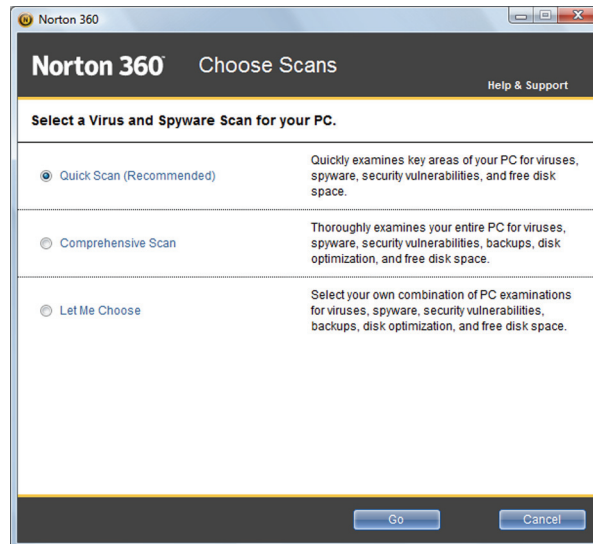 Norton 360
Norton 360 Choose Scans
Help & Support
Select a Virus and Spyware Scan for your PC.
Quick Scan (Recommended)
Quickly examines key areas of your PC for viruses,
spyware, security vulnerabilities, and free disk
space.
Comprehensive Scan
Thoroughly examines your entire PC for viruses,
spyware, security vulnerabilities, backups, disk
optimization, and free disk space.
Let Me Choose
Select your own combination of PC examinations
for viruses, spyware, security vulnerabilities,
backups, disk optimization, and free disk space.
Go Cancel